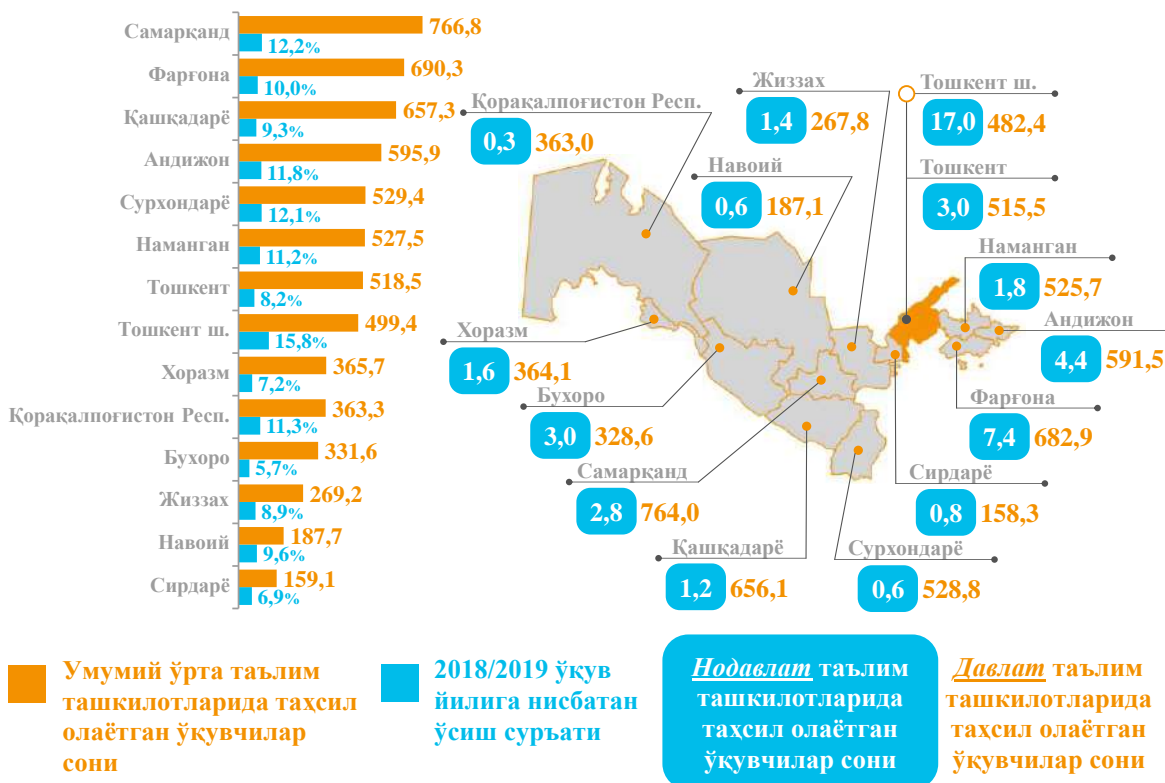 Самарқанд
766,8
12,2%
Фарғона
690,3
10,0%
Қашқадарё
657,3
9,3%
Андижон
595,9
11,8%
Сурхондарё
529,4
12,1%
Наманган
527,5
11,2%
Тошкент
518,5
8,2%
Тошкент ш.
499,4
15,8%
Хоразм
365,7
7,2%
Қорақалпоғистон Респ.
363,3
11,3%
Бухоро
331,6
5,7%
Жиззах
269,2
8,9%
Навоий
187,7
9,6%
Сирдарё
159,1
6,9%
Қорақалпоғистон Респ.
0,3 363,0
Жиззах
1,4 267,8
Тошкент ш.
17,0 482,4
Навоий
0,6 187,1
Тошкент
3,0 515,5
Наманган
1,8 525,7
Андижон
4,4 591,5
Хоразм
1,6 364,1
Бухоро
3,0 328,6
Фарғона
7,4 682,9
Самарқанд
2,8 764,0
Сирдарё
0,8 158,3
Қашқадарё
1,2 656,1
Сурхондарё
0,6 528,8
Умумий ўрта таълим
ташкилотларида таҳсил
олаётган ўқувчилар
сони
2018/2019 ўқув
йилига нисбатан
ўсиш суръати
Нодавлат таълим
ташкилотларида
таҳсил олаётган
ўқувчилар сони
Давлат таълим
ташкилотларида
таҳсил олаётган
ўқувчилар сони